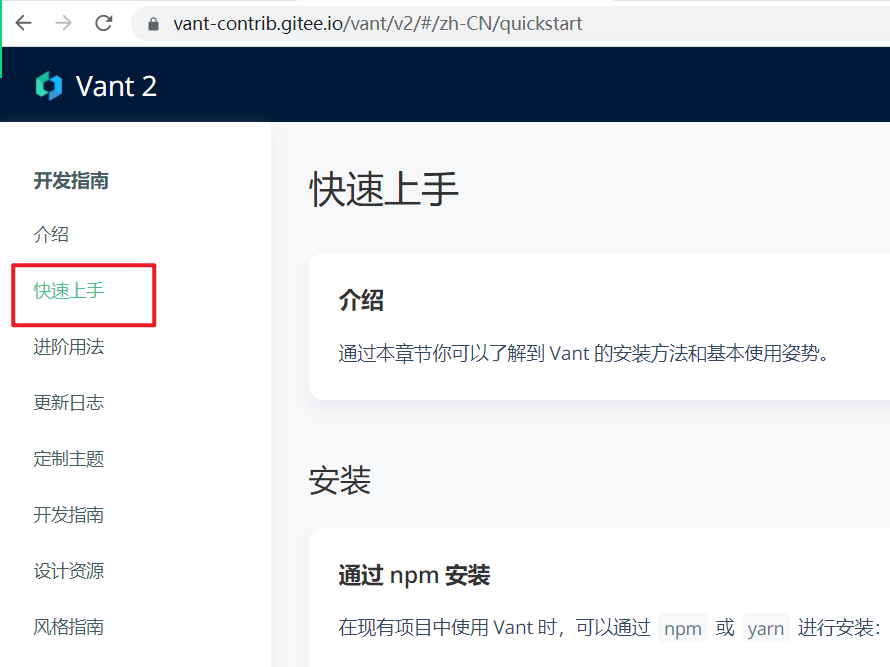 vant-contrib.gitee.io/vant/v2/#/zh-CN/quickstart
Vant 2
开发指南
介绍
快速上手
进阶用法
更新日志
定制主题
开发指南
设计资源
风格指南
快速上手
介绍
通过本章节你可以了解到 Vant 的安装方法和基本使用姿势。
安装
通过 npm 安装
在现有项目中使用 Vant 时，可以通过 npm 或 yarn 进行安装：